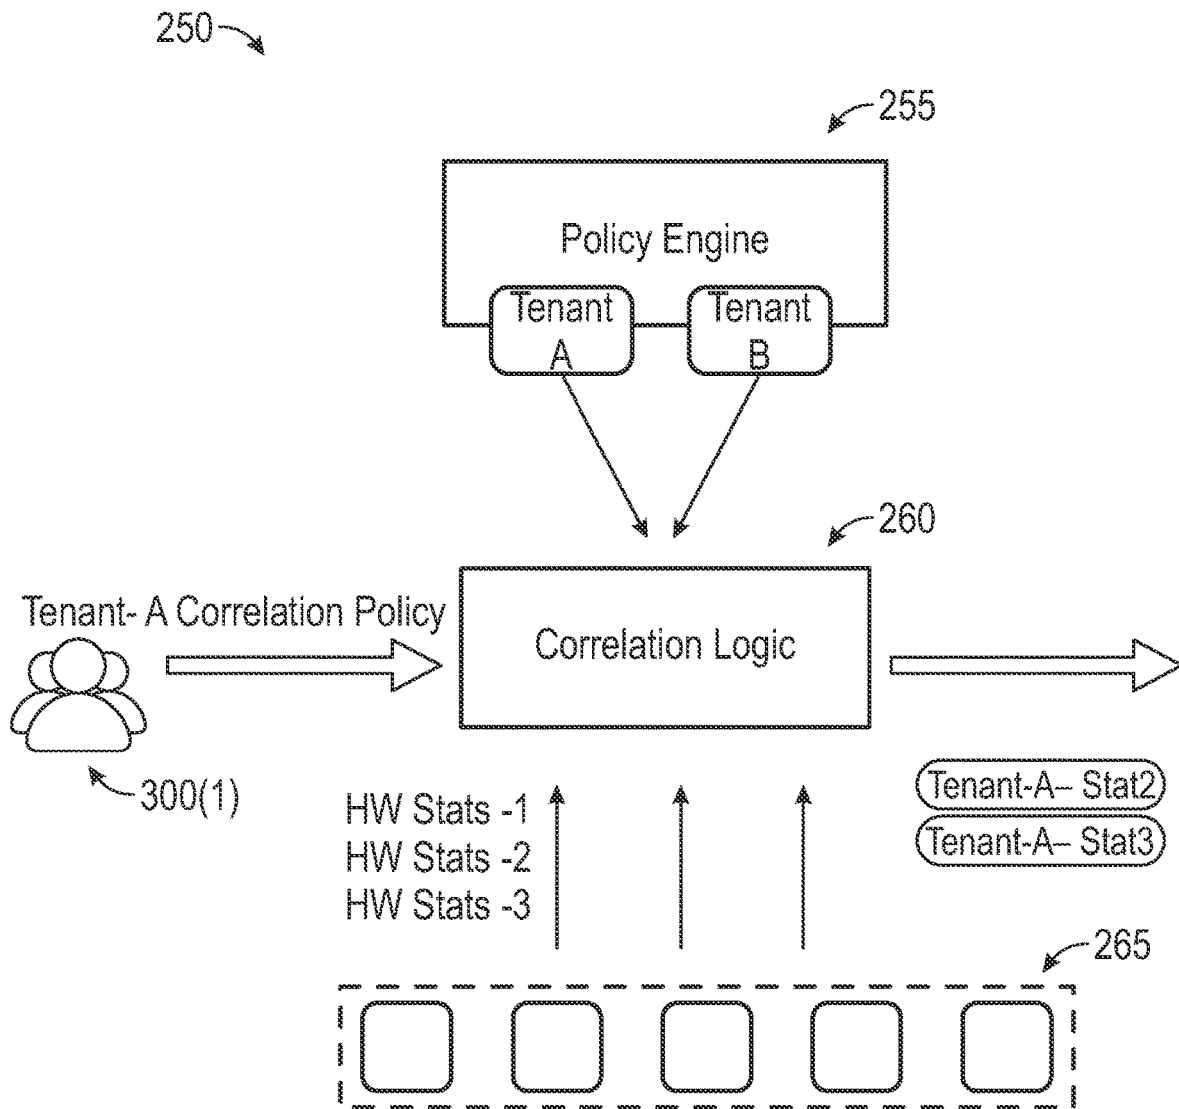 250
255
Policy Engine
Tenant
A
Tenant
B
260
Tenant- A Correlation Policy
Correlation Logic
300(1)
HW Stats -1
HW Stats -2
HW Stats -3
Tenant-A– Stat2
Tenant-A– Stat3
265